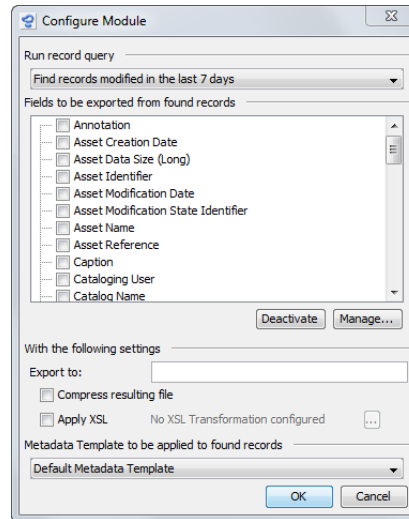 Configure Module
Run record query
Find records modified in the last 7 days
Fields to be exported from found records
Annotation
Asset Creation Date
Asset Data Size (Long)
Asset Identifier
Asset Modification Date
Asset Modification State Identifier
Asset Name
Asset Reference
Caption
Cataloging User
Catalog Name
Deactivate Manage...
With the following settings
Export to:
Compress resulting file
Apply XSL No XSL Transformation configured ...
Metadata Template to be applied to found records
Default Metadata Template
OK Cancel